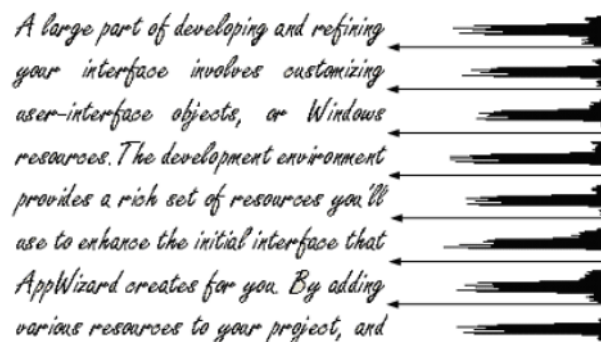 A large part of developing and refining
your interface involves customizing
user-interface objects, or Windows
resources. The development environment
provides a rich set of resources you'll
use to enhance the initial interface that
AppWizard creates for you. By adding
various resources to your project, and